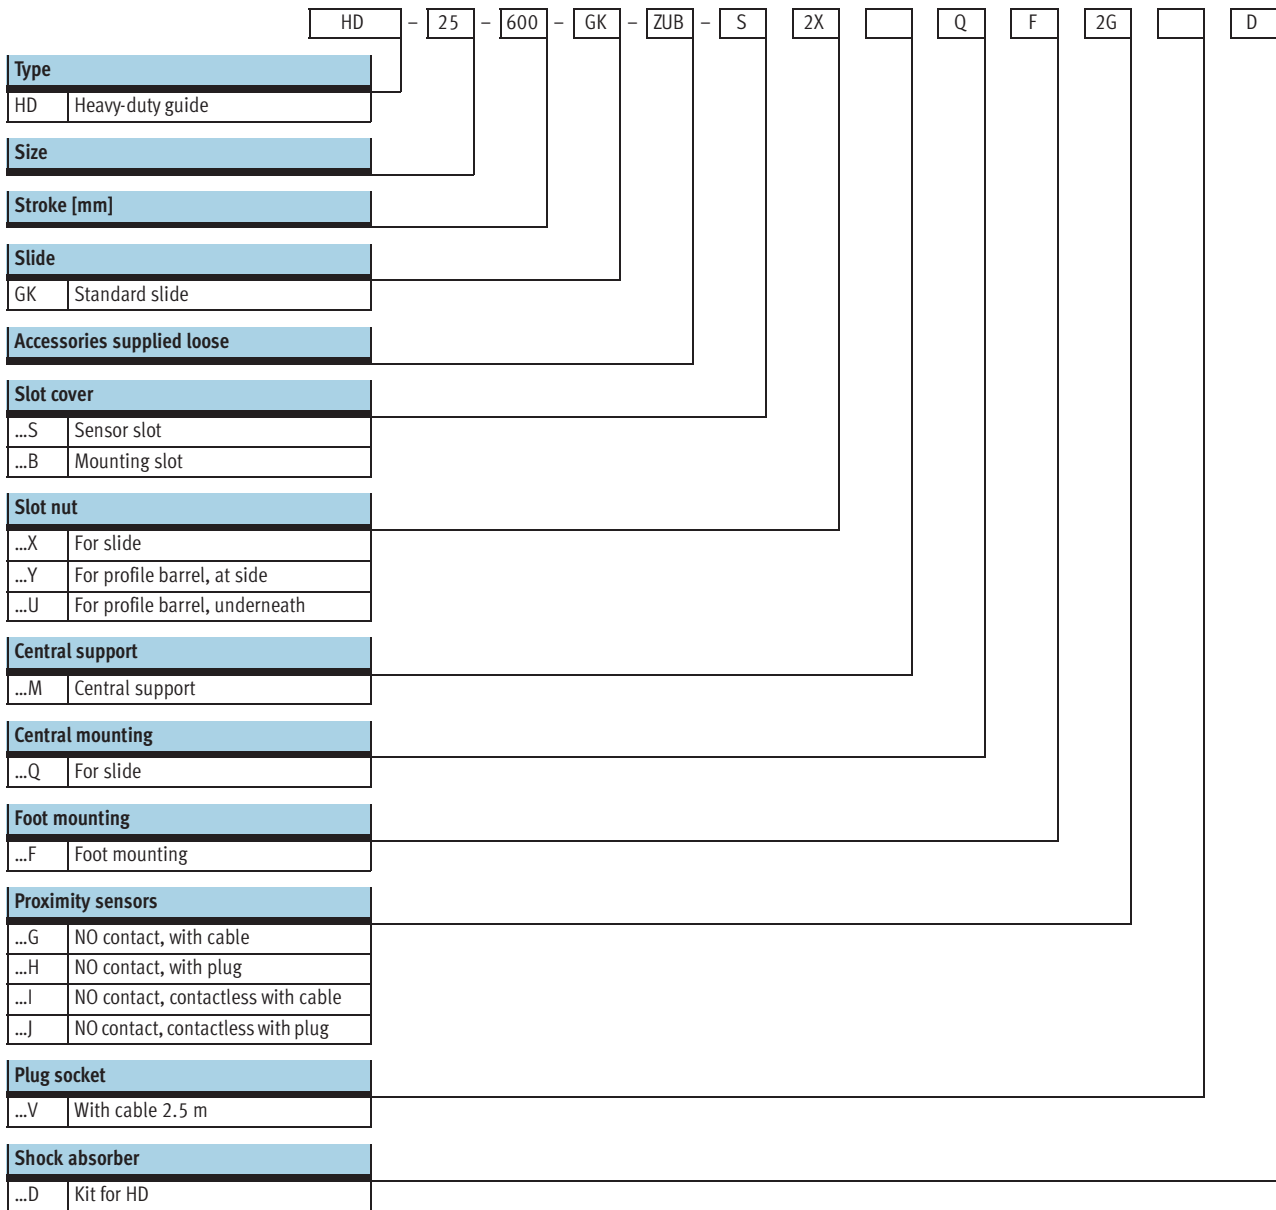 HD – 25 – 600 – GK – ZUB – S 2X Q F 2G D
Type
HD Heavy-duty guide
Size
Stroke [mm]
Slide
GK Standard slide
Accessories supplied loose
Slot cover
...S Sensor slot
...B Mounting slot
Slot nut
...X For slide
...Y For profile barrel, at side
...U For profile barrel, underneath
Central support
...M Central support
Central mounting
...Q For slide
Foot mounting
...F Foot mounting
Proximity sensors
...G NO contact, with cable
...H NO contact, with plug
...I NO contact, contactless with cable
...J NO contact, contactless with plug
Plug socket
...V With cable 2.5 m
Shock absorber
...D Kit for HD